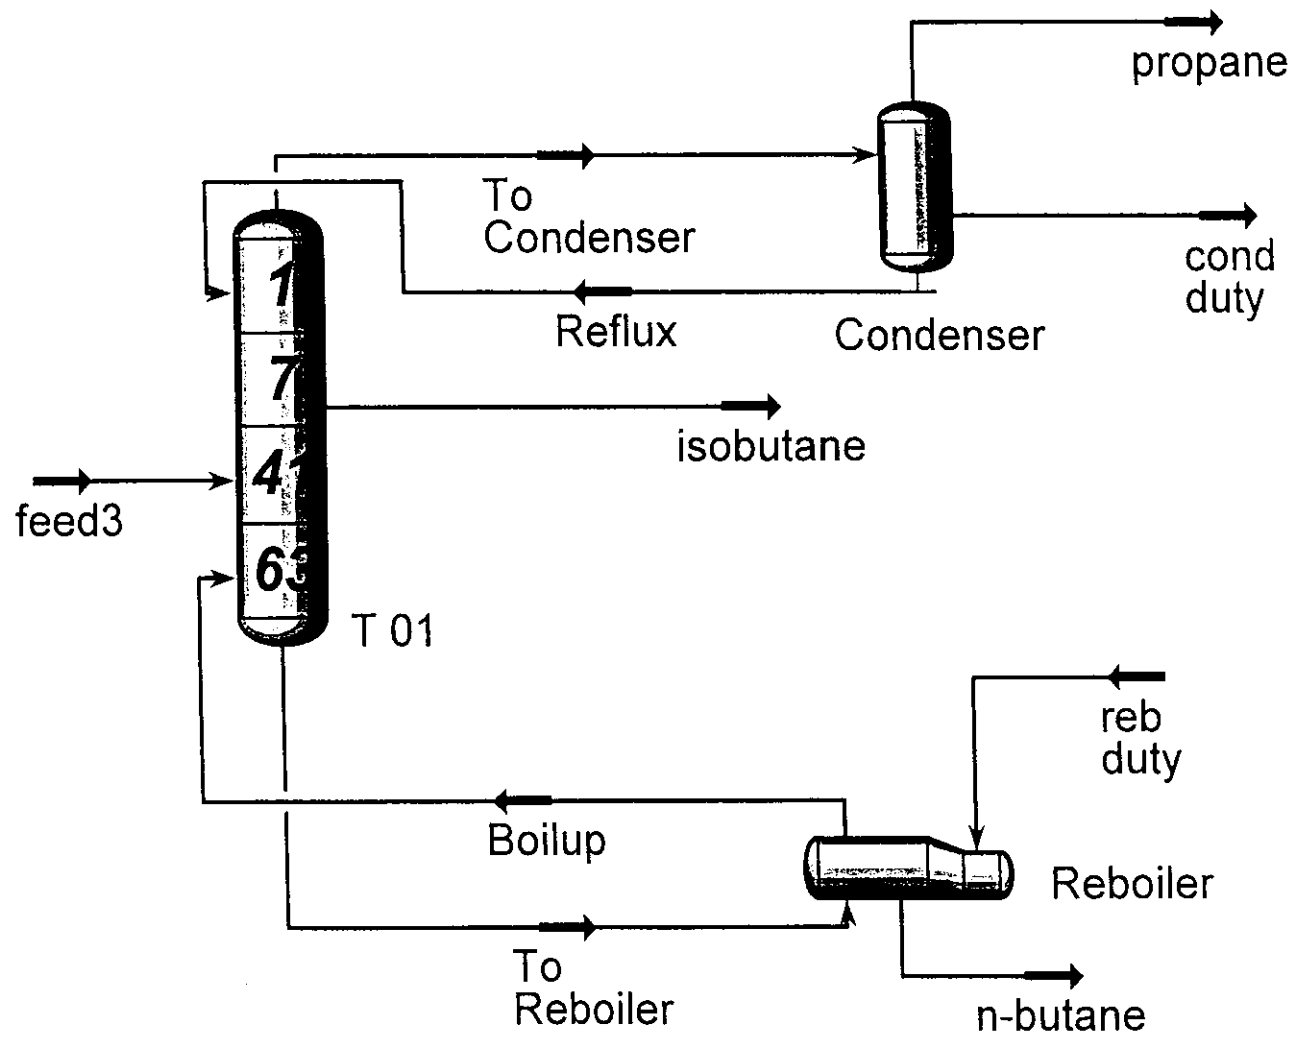 propane
To
Condenser
cond
duty
1
Reflux
Condenser
7
isobutane
feed3
63
T 01
reb
duty
Boilup
Reboiler
To
Reboiler
n-butane